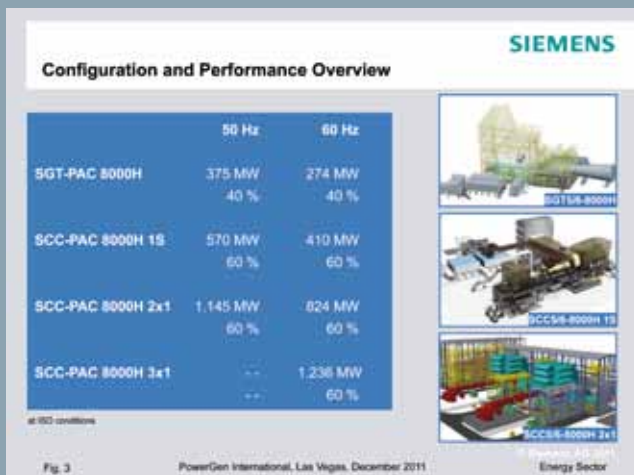 SIEMENS
Configuration and Performance Overview
50 Hz 60 Hz
SGT-PAC 8000H 375 MW 274 MW
40 % 40 %
SCC-PAC 8000H 1S 570 MW 410 MW
60 % 60 %
SCC-PAC 8000H 2x1 1.145 MW 824 MW
60 % 60 %
SCC-PAC 8000H 3x1 - - 1.236 MW
- - 60 %
at ISO conditions
SGT5/6-8000H
SCC5/6-8000H 1S
SCC5/6-8000H 2x1
© Siemens AG 2011
Fig. 3 PowerGen International, Las Vegas, December 2011 Energy Sector